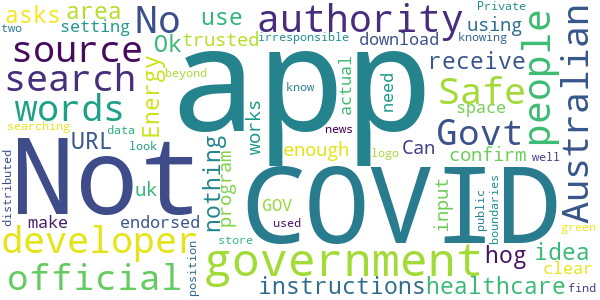 asks area No authority Private
two setting Ok use using knowing
source trusted irresponsible download
search Energy app receive people Australian
words beyond know actual need Safe space
searching URL works data news Govt
Not look enough logo Can confirm well
distributed uk nothing program COVID input public boundaries
make endorsed GOV used green
developer position government hog idea
official store instructions healthcare clear find